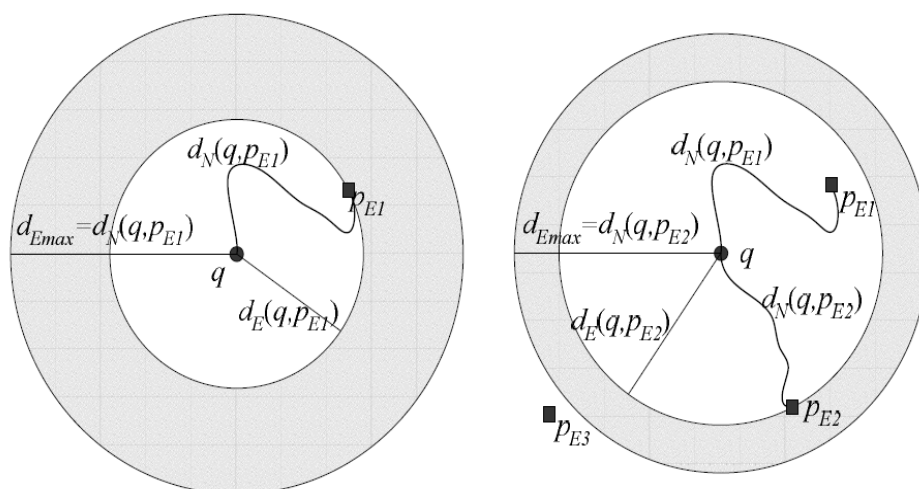 d_N(q,p_E1)
p_E1
d_Emax=d_N(q,p_E1)
q
d_E(q,p_E1)
d_N(q,p_E1)
p_E1
d_Emax=d_N(q,p_E2)
q
d_N(q,p_E2)
d_E(q,p_E2)
p_E2
p_E3